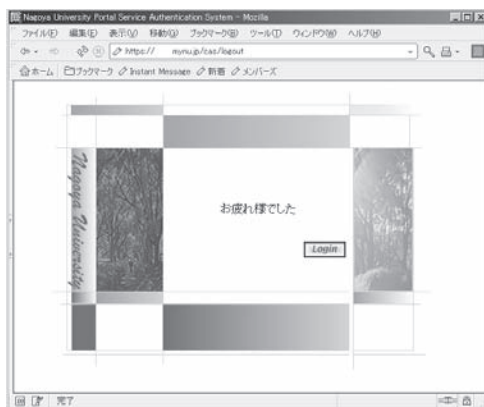 Nagoya University Portal Service Authentication System - Mozilla
ファイル(F) 編集(E) 表示(V) 移動(G) ブックマーク(B) ツール(T) ウィンドウ(W) ヘルプ(H)
https:// mynu.jp/cas/logout
ホーム ブックマーク Instant Message 新着 メンバーズ
Nagoya University
お疲れ様でした
Login
完了